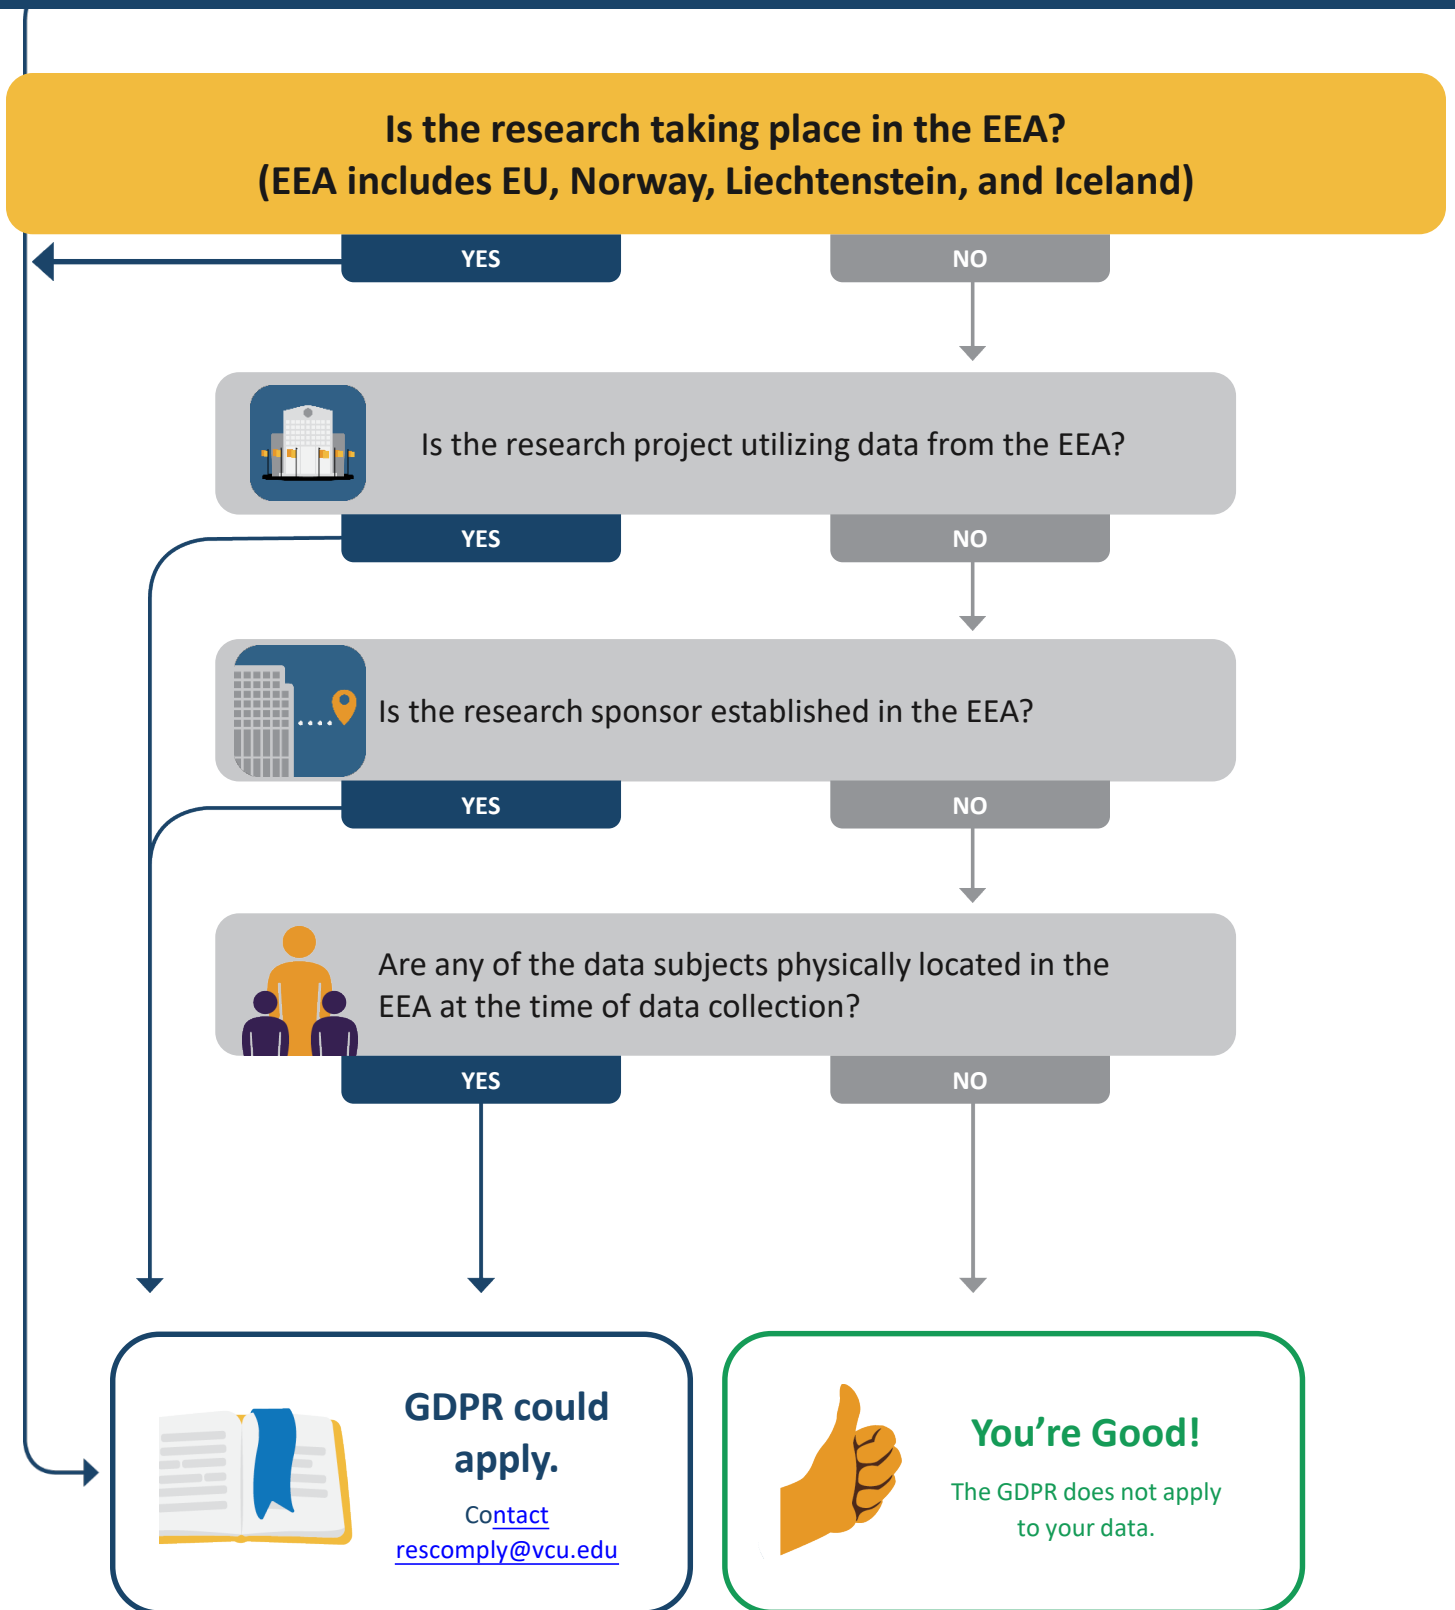 Is the research taking place in the EEA?
(EEA includes EU, Norway, Liechtenstein, and Iceland)
YES
NO
Is the research project utilizing data from the EEA?
YES
NO
Is the research sponsor established in the EEA?
YES
NO
Are any of the data subjects physically located in the
EEA at the time of data collection?
YES
NO
GDPR could
apply.
Contact
rescomply@vcu.edu
You’re Good!
The GDPR does not apply
to your data.